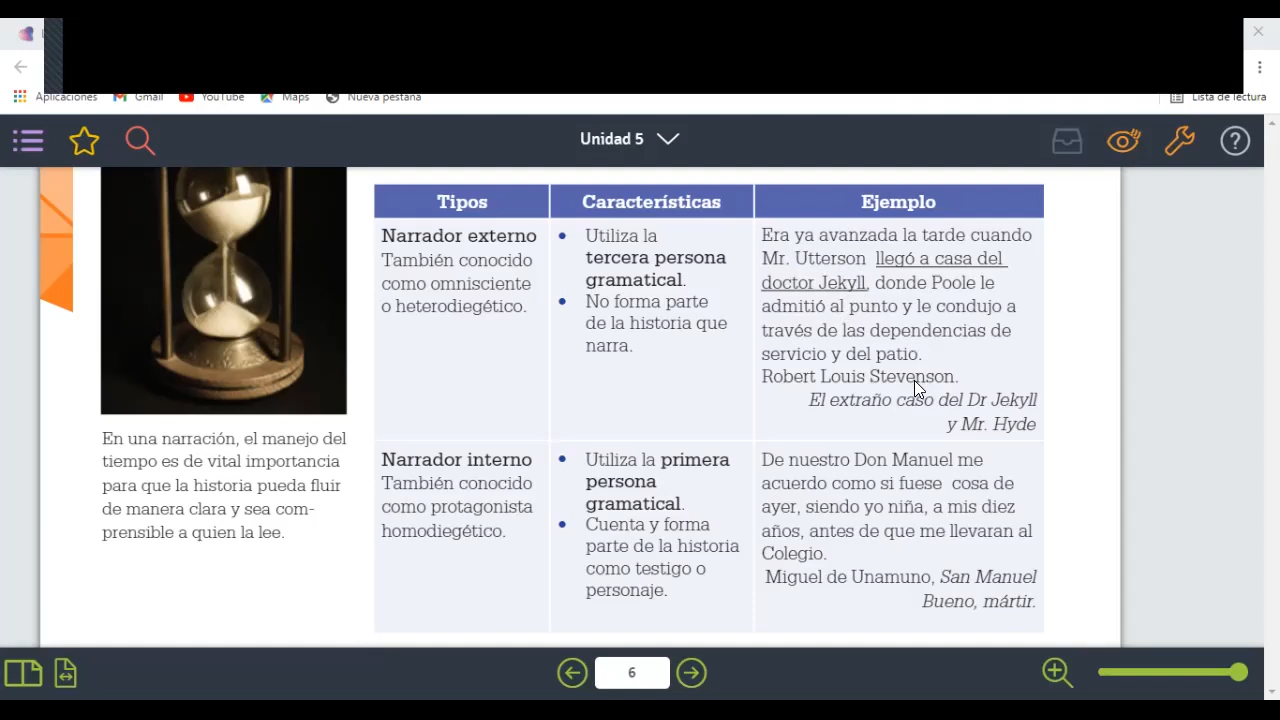 Aplicaciones
Gmail
YouTube
Maps
Nueva pestaña
Lista de lectura
Unidad 5
Tipos
Características
Ejemplo
Narrador externo
También conocido
como omnisciente
o heterodiegético.
• Utiliza la
tercera persona
gramatical.
• No forma parte
de la historia que
narra.
Era ya avanzada la tarde cuando
Mr. Utterson llegó a casa del
doctor Jekyll, donde Poole le
admitió al punto y le condujo a
través de las dependencias de
servicio y del patio.
Robert Louis Stevenson.
El extraño caso del Dr Jekyll
y Mr. Hyde
Narrador interno
También conocido
como protagonista
homodiegético.
• Utiliza la primera
persona
gramatical.
• Cuenta y forma
parte de la historia
como testigo o
personaje.
De nuestro Don Manuel me
acuerdo como si fuese cosa de
ayer, siendo yo niña, a mis diez
años, antes de que me llevaran al
Colegio.
Miguel de Unamuno, San Manuel
Bueno, mártir.
En una narración, el manejo del
tiempo es de vital importancia
para que la historia pueda fluir
de manera clara y sea com-
prensible a quien la lee.
6